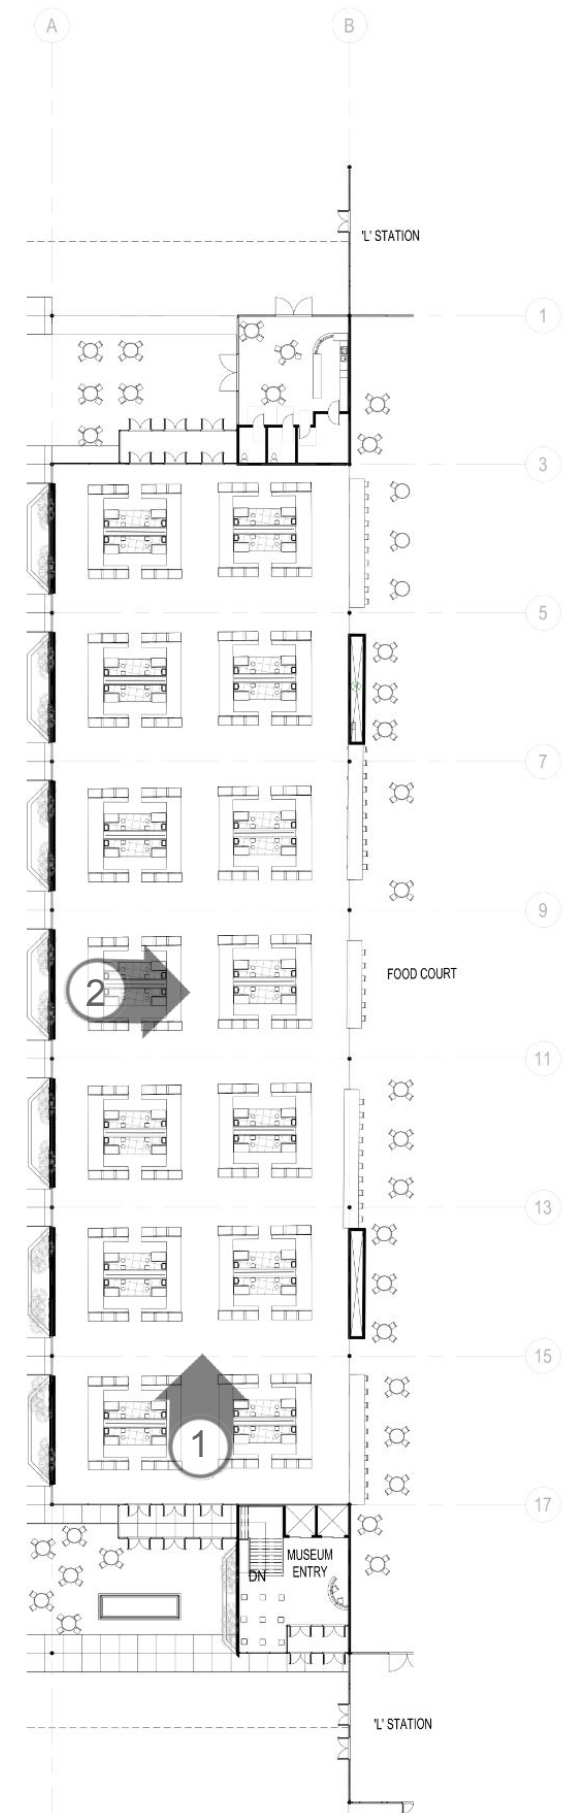 A
B
'L' STATION
1
3
5
7
9
2
FOOD COURT
11
13
15
1
17
MUSEUM
ENTRY
DN
'L' STATION